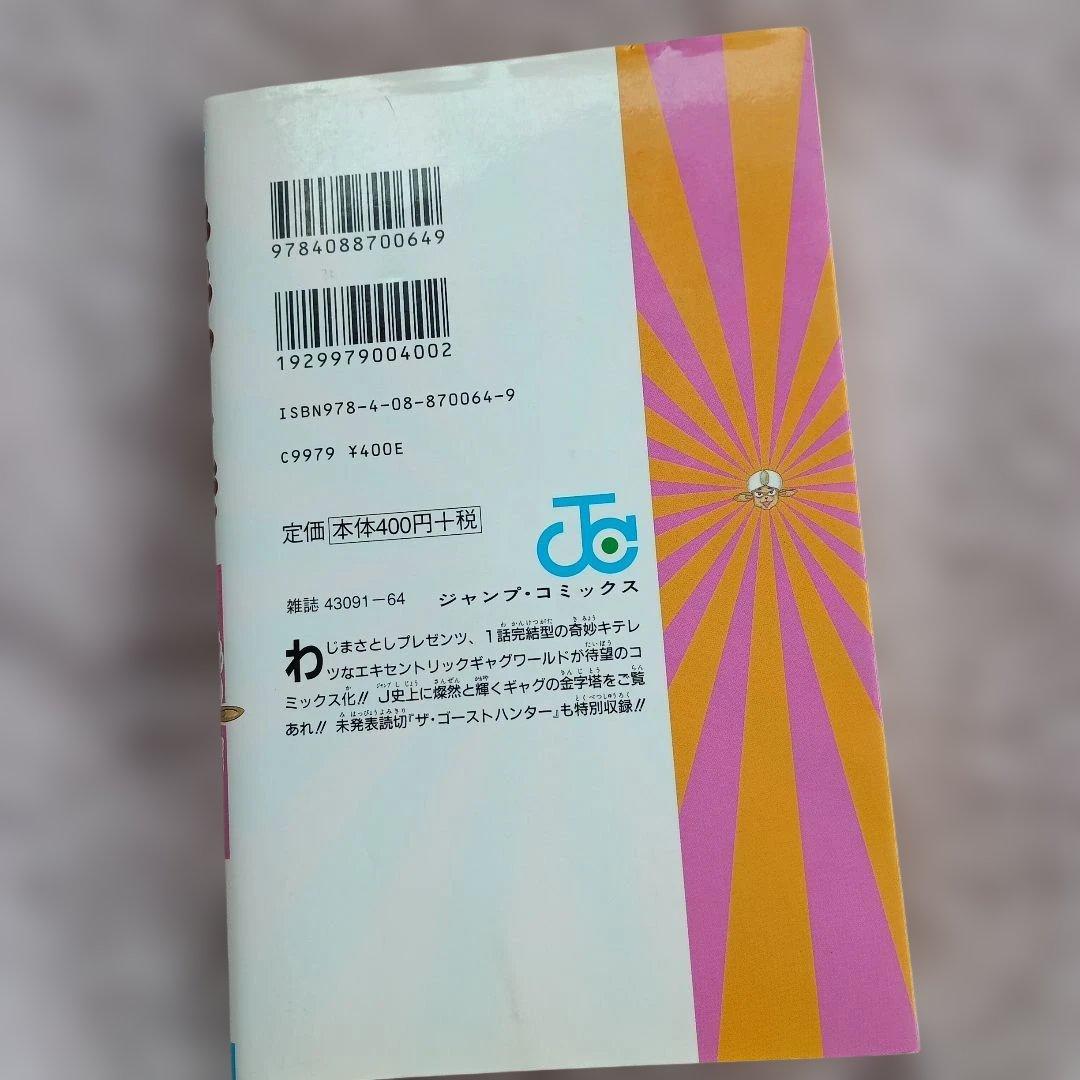 9784088700649
1929979004002
ISBN978-4-08-870064-9
C9979 ¥400E
定価 本体400円+税
JC
雑誌 43091-64
ジャンプ・コミックス
わじまさとしプレゼンツ、1話完結型の奇妙キテレ
ツなエキセントリックギャグワールドが待望のコ
ミックス化!! J史上に燦然と輝くギャグの金字塔をご覧
あれ!! 未発表読切『ザ・ゴーストハンター』も特別収録!!